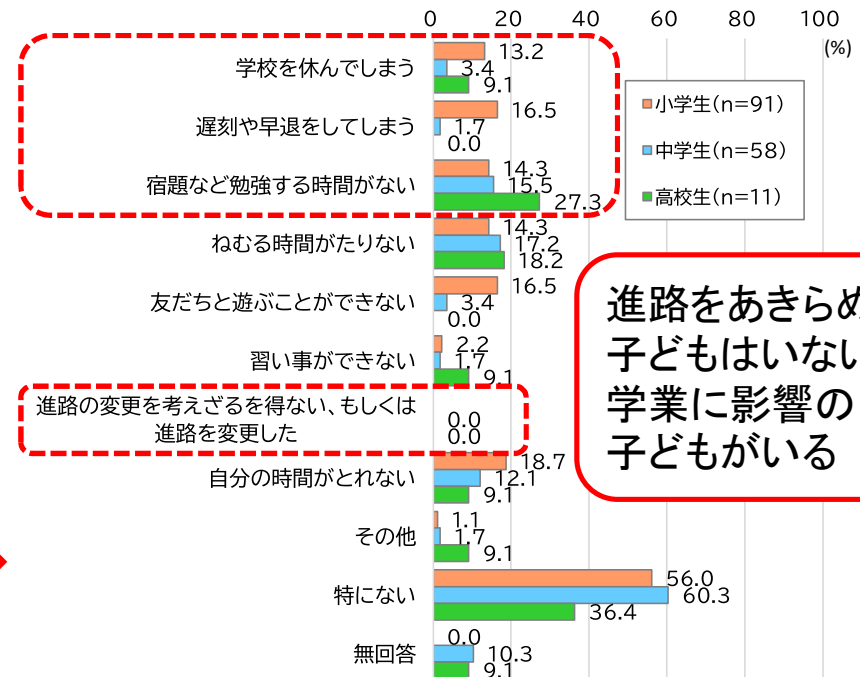 0 20 40 60 80 100
(%)
学校を休んでしまう
13.2
3.4
9.1
遅刻や早退をしてしまう
16.5
1.7
0.0
宿題など勉強する時間がない
14.3
15.5
27.3
ねむる時間がたりない
14.3
17.2
18.2
友だちと遊ぶことができない
16.5
3.4
0.0
習い事ができない
2.2
1.7
9.1
進路の変更を考えざるを得ない、もしくは
進路を変更した
0.0
0.0
自分の時間がとれない
18.7
12.1
9.1
その他
1.1
1.7
9.1
特にない
56.0
60.3
36.4
無回答
0.0
10.3
9.1
小学生(n=91)
中学生(n=58)
高校生(n=11)
進路をあきらめ
子どもはいない
学業に影響の
子どもがいる